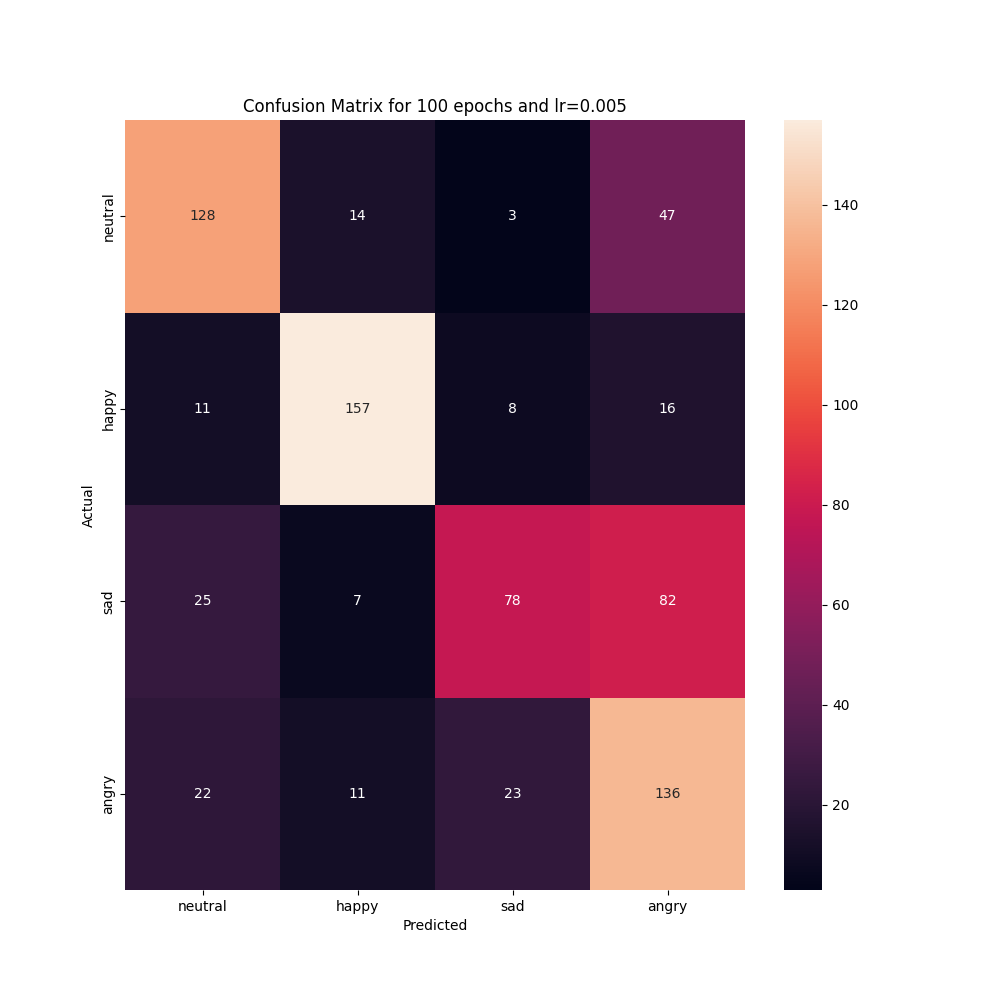 Confusion Matrix for 100 epochs and lr=0.005
neutral
128 14 3 47
happy
11 157 8 16
sad
25 7 78 82
angry
22 11 23 136
Actual
neutral happy sad angry
Predicted
140
120
100
80
60
40
20